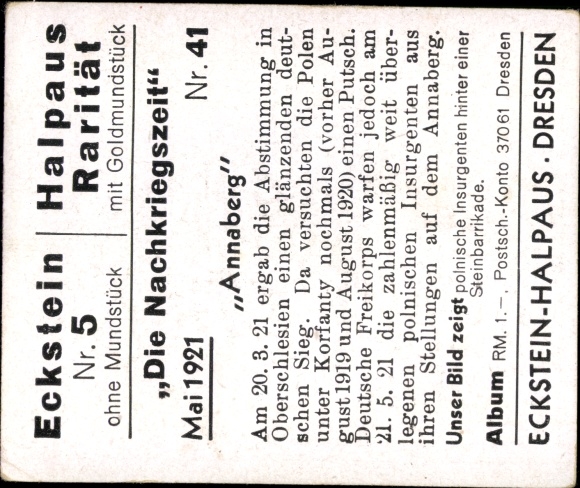 Eckstein
Nr. 5
ohne Mundstück
Halpaus
Rarität
mit Goldmundstück
„Die Nachkriegszeit“
Mai 1921
Nr. 41
„Annaberg“
Am 20. 3. 21 ergab die Abstimmung in
Oberschlesien einen glänzenden deut-
schen Sieg. Da versuchten die Polen
unter Korfanty nochmals (vorher Au-
gust 1919 und August 1920) einen Putsch.
Deutsche Freikorps warfen jedoch am
21. 5. 21 die zahlenmäßig weit über-
legenen polnischen Insurgenten aus
ihren Stellungen auf dem Annaberg.
Unser Bild zeigt polnische Insurgenten hinter einer
Steinbarrikade.
Album RM. 1.–, Postsch.-Konto 37061 Dresden
ECKSTEIN-HALPAUS · DRESDEN